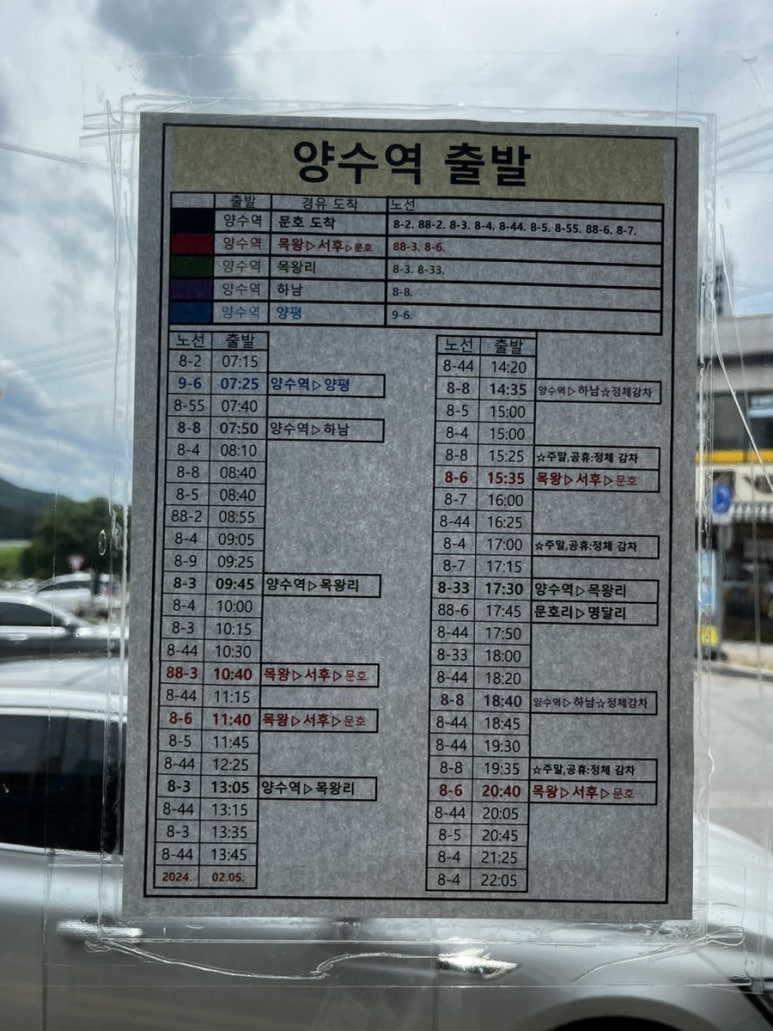 양수역 출발
출발 경유 도착 노선
양수역 문호 도착 8-2. 88-2. 8-3. 8-4. 8-44. 8-5. 8-55. 88-6. 8-7.
양수역 목왕▷서후▷문호 88-3. 8-6.
양수역 목왕리 8-3. 8-33.
양수역 하남 8-8.
양수역 양평 9-6.
노선 출발
8-2 07:15
9-6 07:25 양수역▷양평
8-55 07:40
8-8 07:50 양수역▷하남
8-4 08:10
8-8 08:40
8-5 08:40
88-2 08:55
8-4 09:05
8-9 09:25
8-3 09:45 양수역▷목왕리
8-4 10:00
8-3 10:15
8-44 10:30
88-3 10:40 목왕▷서후▷문호
8-44 11:15
8-6 11:40 목왕▷서후▷문호
8-5 11:45
8-44 12:25
8-3 13:05 양수역▷목왕리
8-44 13:15
8-3 13:35
8-44 13:45
2024. 02.05.
노선 출발
8-44 14:20
8-8 14:35 양수역▷하남☆정체감차
8-5 15:00
8-4 15:00
8-8 15:25 ☆주말,공휴:정체 감차
8-6 15:35 목왕▷서후▷문호
8-7 16:00
8-44 16:25
8-4 17:00 ☆주말,공휴:정체 감차
8-7 17:15
8-33 17:30 양수역▷목왕리
88-6 17:45 문호리▷명달리
8-44 17:50
8-33 18:00
8-44 18:20
8-8 18:40 양수역▷하남☆정체감차
8-44 18:45
8-44 19:30
8-8 19:35 ☆주말,공휴:정체 감차
8-6 20:40 목왕▷서후▷문호
8-44 20:05
8-5 20:45
8-4 21:25
8-4 22:05